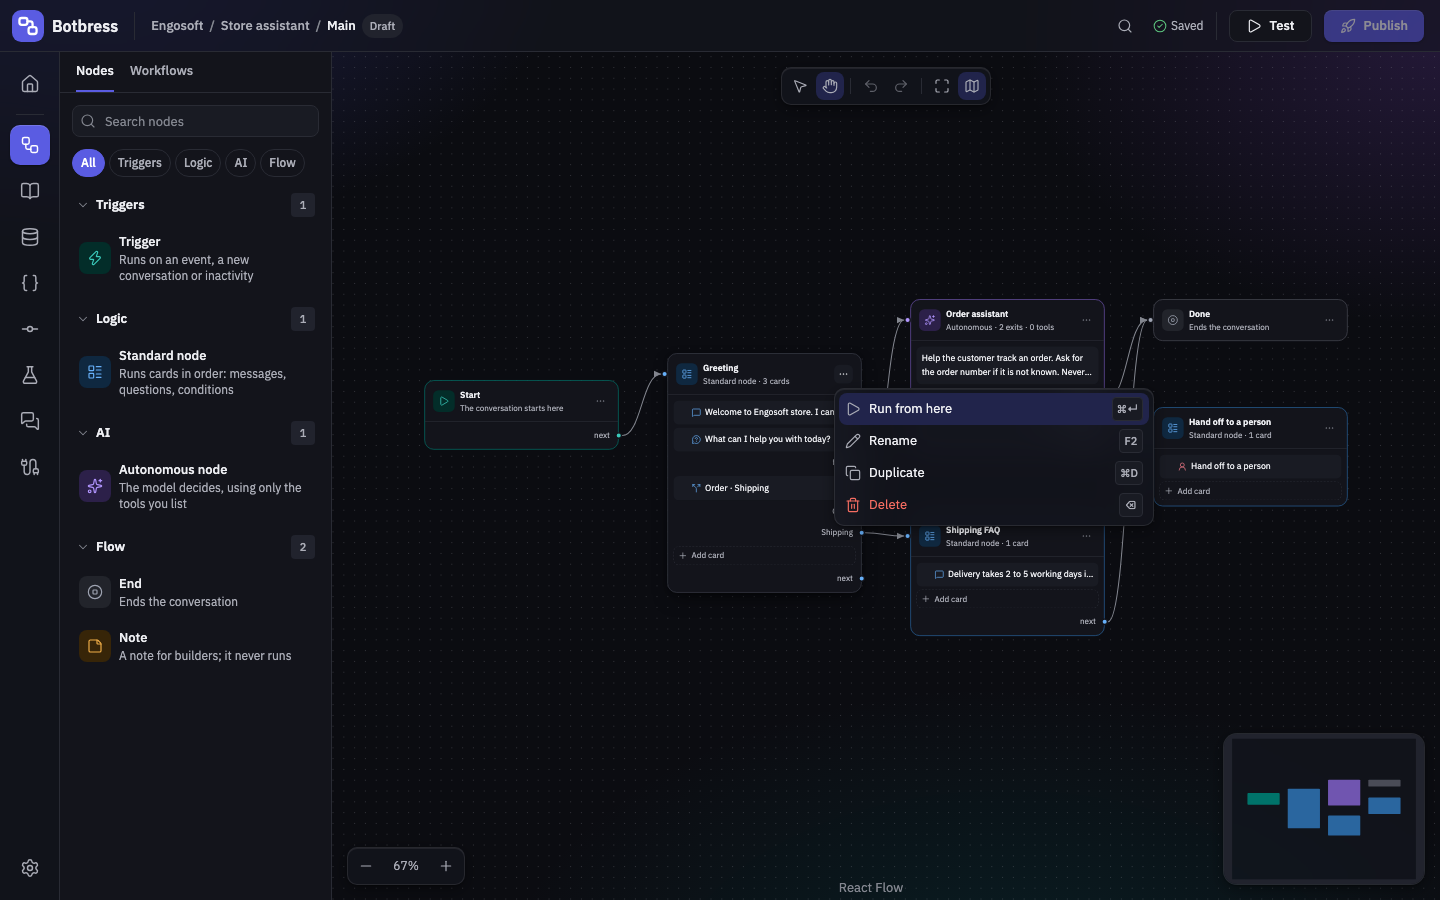 Botbress
Engosoft / Store assistant / Main Draft
Saved
Test
Publish
Nodes Workflows
Search nodes
All Triggers Logic AI Flow
Triggers 1
Trigger
Runs on an event, a new
conversation or inactivity
Logic 1
Standard node
Runs cards in order: messages,
questions, conditions
AI 1
Autonomous node
The model decides, using only the
tools you list
Flow 2
End
Ends the conversation
Note
A note for builders; it never runs
Start
The conversation starts here
next
Greeting
Standard node · 3 cards
Welcome to Engosoft store. I can
What can I help you with today?
Order · Shipping
Shipping
Add card
next
Order assistant
Autonomous · 2 exits · 0 tools
Help the customer track an order. Ask for
the order number if it is not known. Never...
Run from here ⌘↵
Rename F2
Duplicate ⌘D
Delete ⌫
Shipping FAQ
Standard node · 1 card
Delivery takes 2 to 5 working days i...
Add card
next
Done
Ends the conversation
Hand off to a person
Standard node · 1 card
Hand off to a person
Add card
67%
React Flow